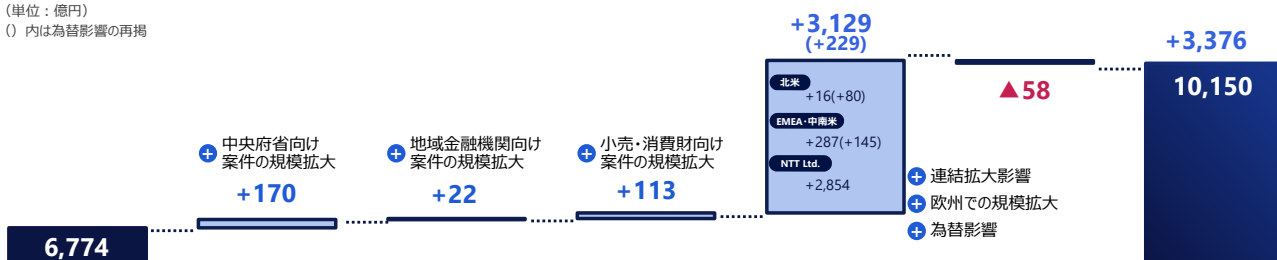 (単位：億円)
() 内は為替影響の再掲
6,774
中央府省向け
案件の規模拡大
+170
地域金融機関向け
案件の規模拡大
+22
小売・消費財向け
案件の規模拡大
+113
+3,129
(+229)
北米
+16(+80)
EMEA・中南米
+287(+145)
NTT Ltd.
+2,854
連結拡大影響
欧州での規模拡大
為替影響
▲58
+3,376
10,150